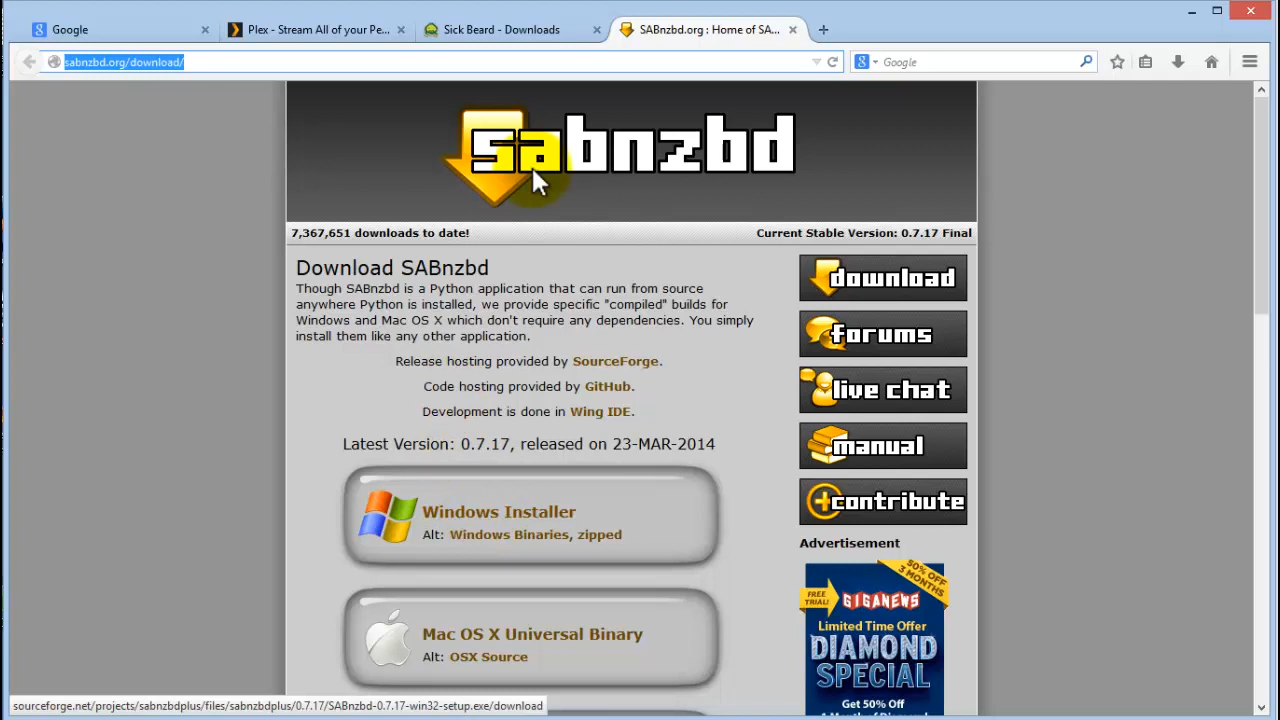 Google
Plex - Stream All of your Pe...
Sick Beard - Downloads
SABnzbd.org : Home of SA...
sabnzbd.org/download/
Google
sabnzbd
7,367,651 downloads to date!
Current Stable Version: 0.7.17 Final
Download SABnzbd
Though SABnzbd is a Python application that can run from source
anywhere Python is installed, we provide specific "compiled" builds for
Windows and Mac OS X which don't require any dependencies. You simply
install them like any other application.
Release hosting provided by SourceForge.
Code hosting provided by GitHub.
Development is done in Wing IDE.
Latest Version: 0.7.17, released on 23-MAR-2014
Windows Installer
Alt: Windows Binaries, zipped
Mac OS X Universal Binary
Alt: OSX Source
download
forums
live chat
manual
contribute
Advertisement
50% OFF
3 MONTHS
FREE
TRIAL!
GIGANEWS
Limited Time Offer
DIAMOND
SPECIAL
Get 50% Off
sourceforge.net/projects/sabnzbdplus/files/sabnzbdplus/0.7.17/SABnzbd-0.7.17-win32-setup.exe/download